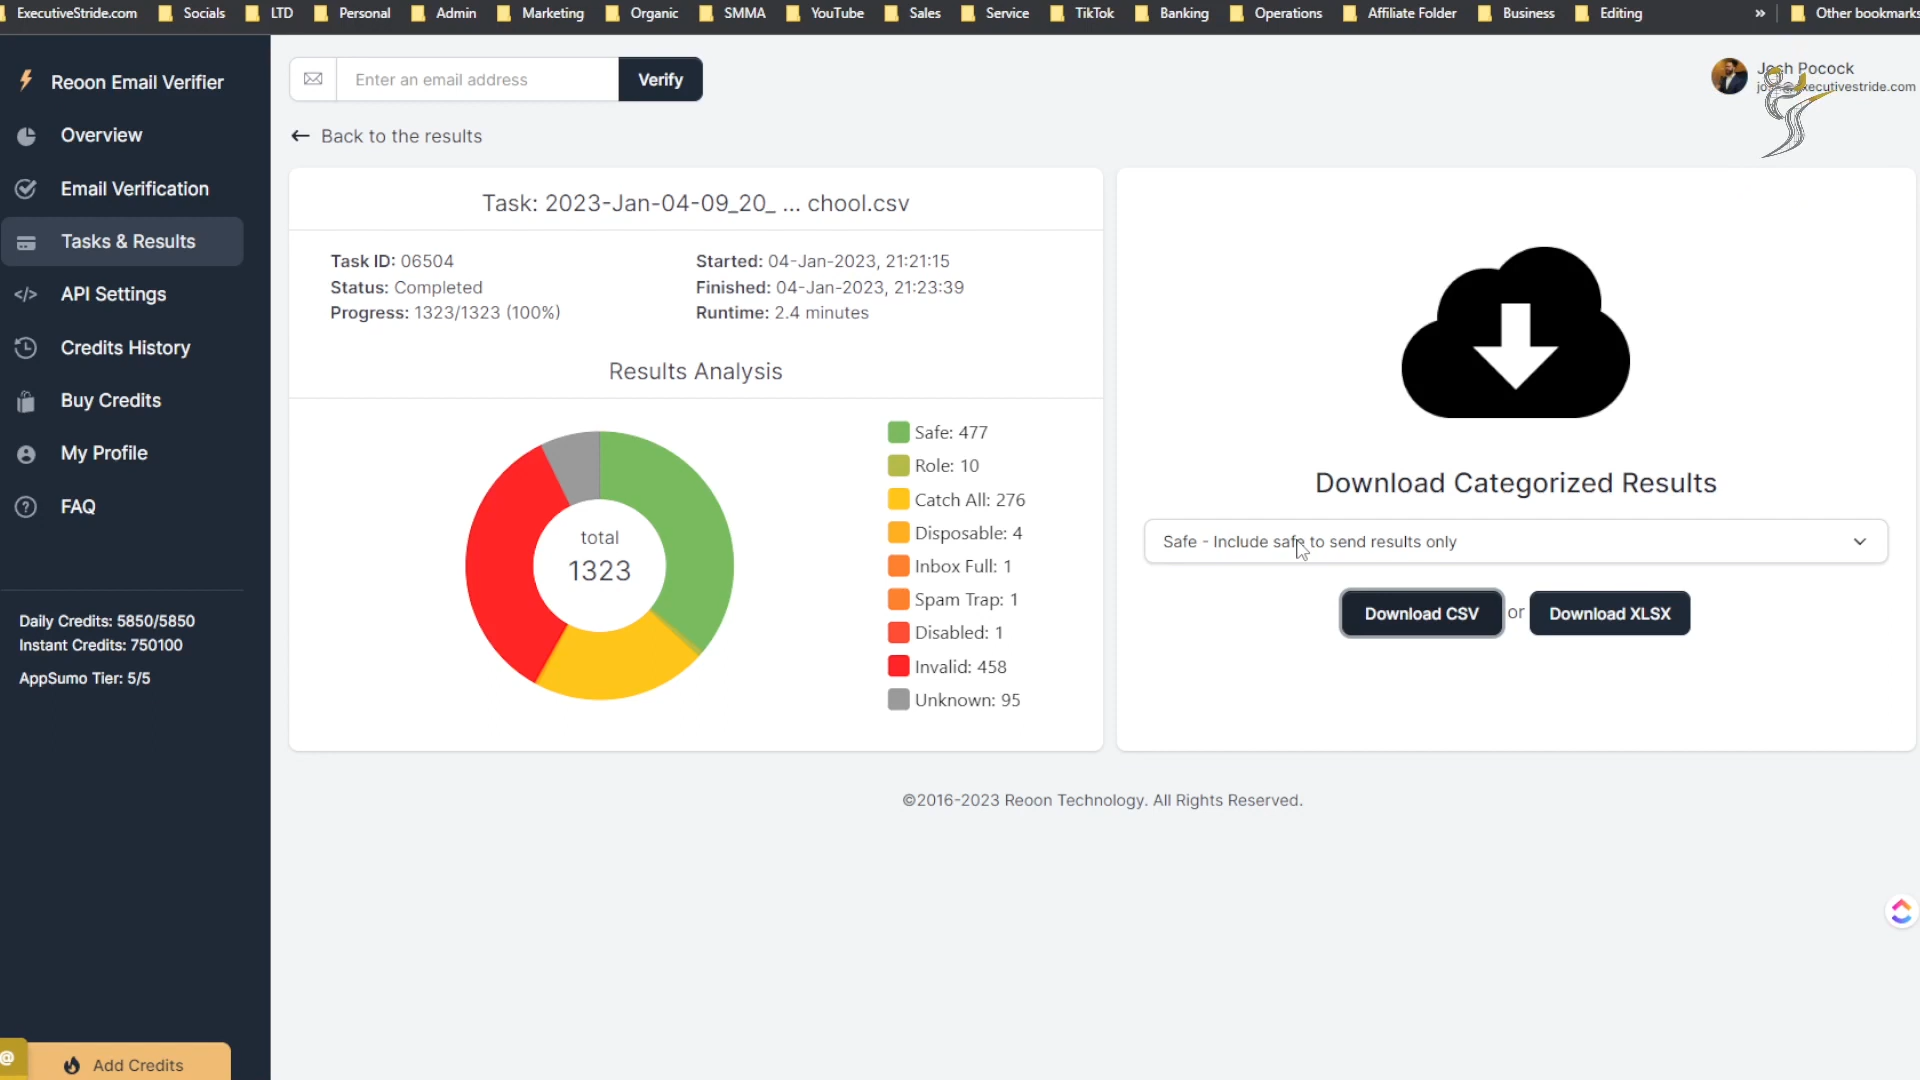 ExecutiveStride.com Socials LTD Personal Admin Marketing Organic SMMA YouTube Sales Service TikTok Banking Operations Affiliate Folder Business Editing » Other bookmarks
Reoon Email Verifier
Overview
Email Verification
Tasks & Results
API Settings
Credits History
Buy Credits
My Profile
FAQ
Daily Credits: 5850/5850
Instant Credits: 750100
AppSumo Tier: 5/5
Add Credits
Enter an email address
Verify
Josh Pocock
executivestride.com
← Back to the results
Task: 2023-Jan-04-09_20_ ... chool.csv
Task ID: 06504
Status: Completed
Progress: 1323/1323 (100%)
Started: 04-Jan-2023, 21:21:15
Finished: 04-Jan-2023, 21:23:39
Runtime: 2.4 minutes
Results Analysis
total
1323
Safe: 477
Role: 10
Catch All: 276
Disposable: 4
Inbox Full: 1
Spam Trap: 1
Disabled: 1
Invalid: 458
Unknown: 95
Download Categorized Results
Safe - Include safe to send results only
Download CSV or Download XLSX
©2016-2023 Reoon Technology. All Rights Reserved.